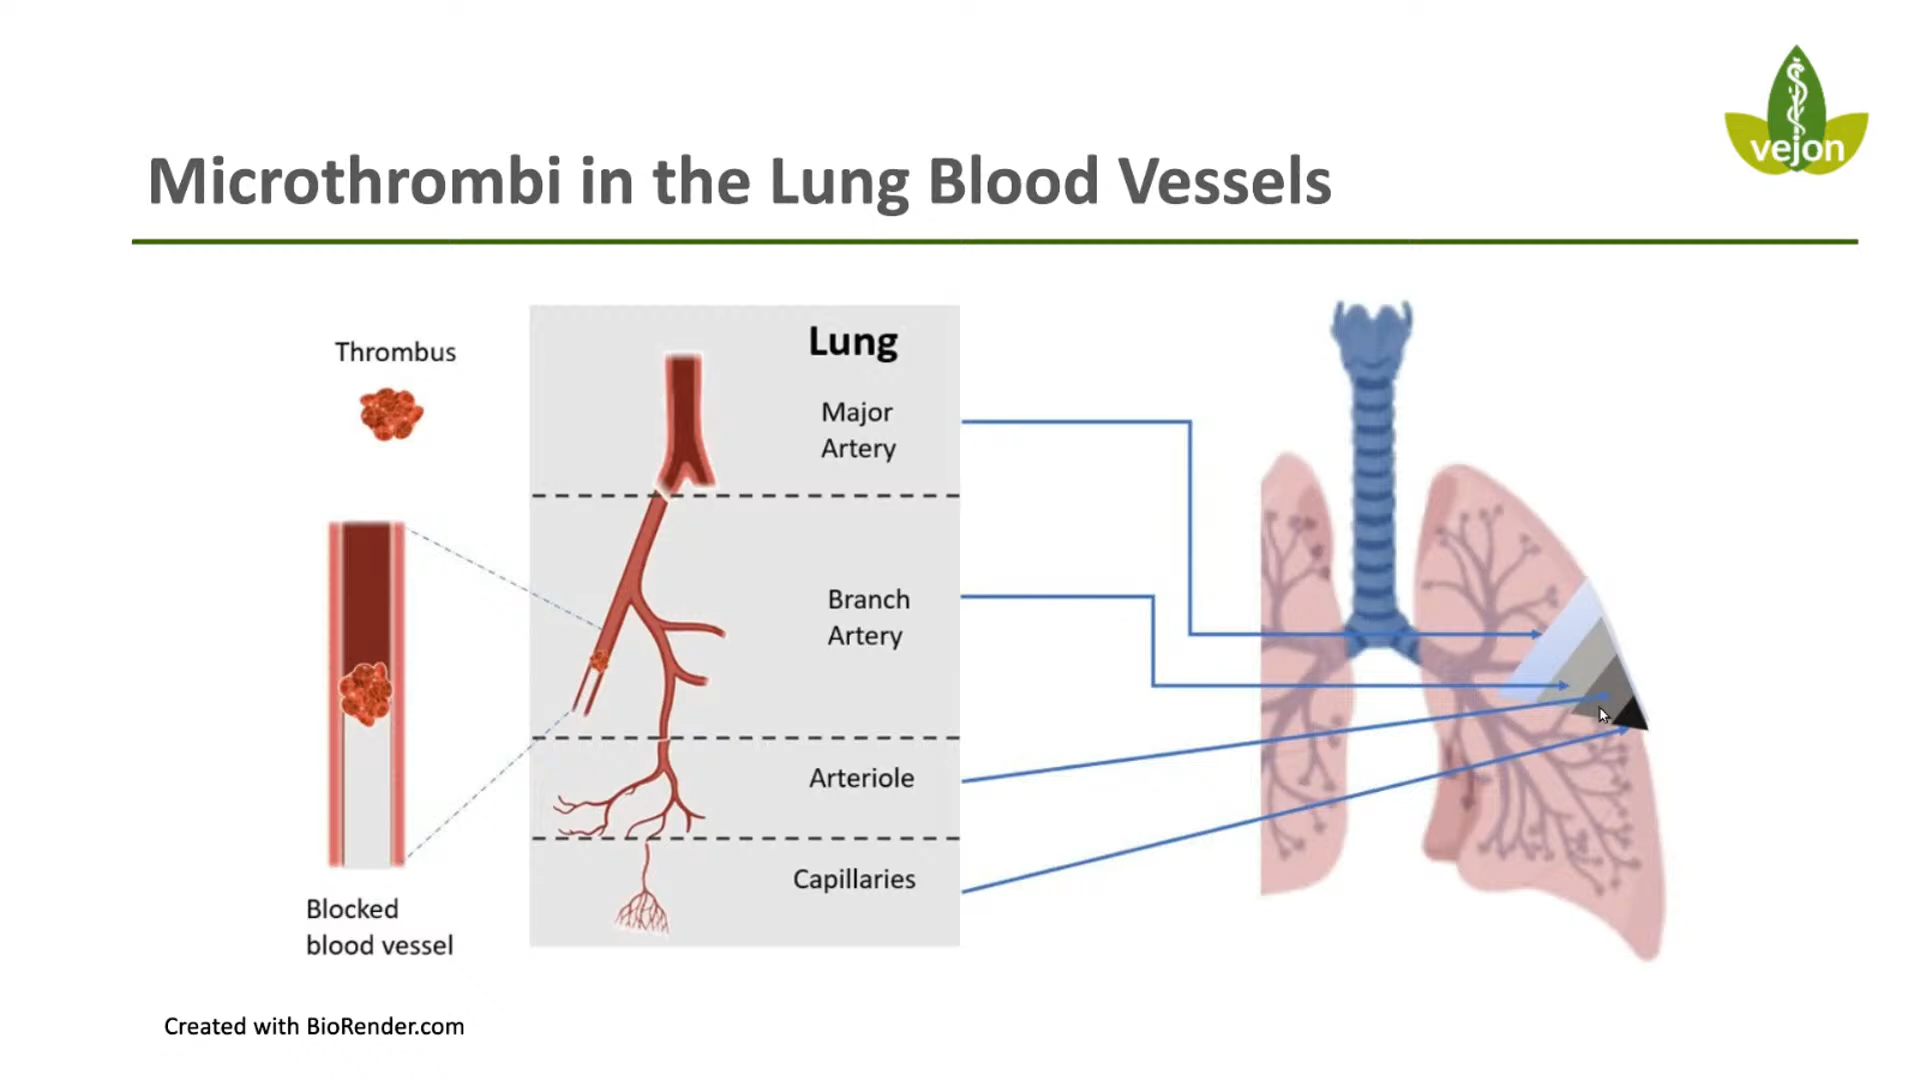 vejon
Microthrombi in the Lung Blood Vessels
Thrombus
Blocked
blood vessel
Lung
Major
Artery
Branch
Artery
Arteriole
Capillaries
Created with BioRender.com